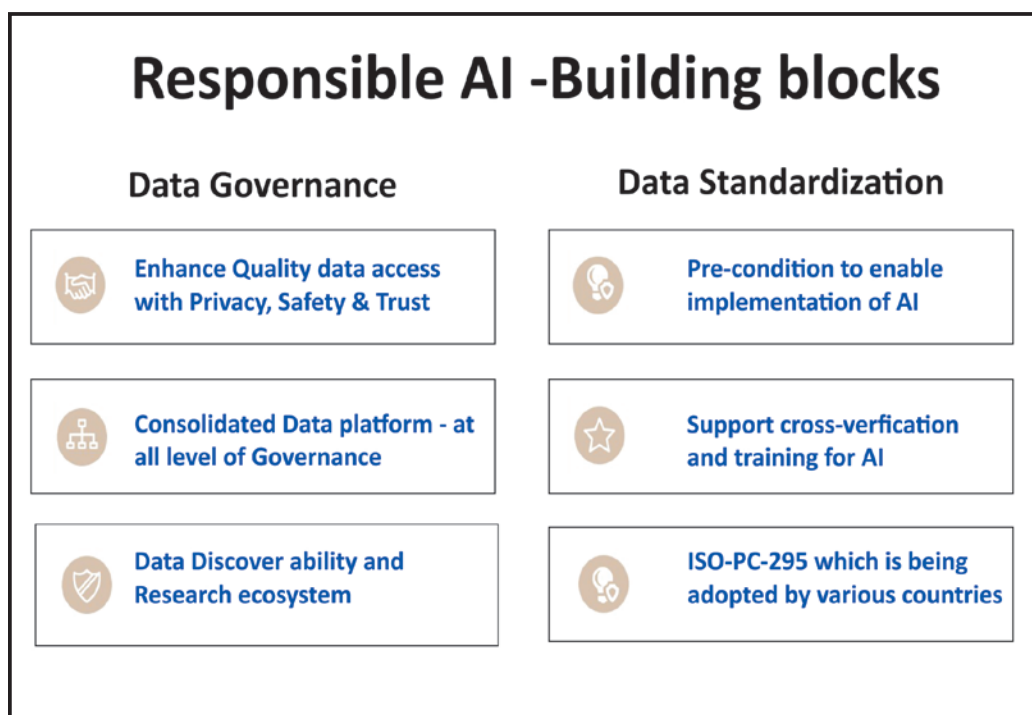 Responsible AI -Building blocks
Data Governance
Enhance Quality data access
with Privacy, Safety & Trust
Consolidated Data platform - at
all level of Governance
Data Discover ability and
Research ecosystem
Data Standardization
Pre-condition to enable
implementation of AI
Support cross-verfication
and training for AI
ISO-PC-295 which is being
adopted by various countries